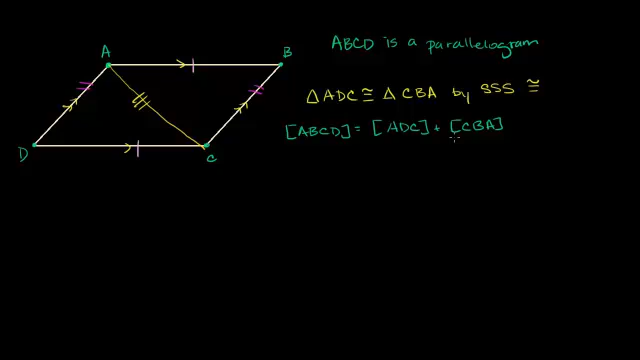 A
B
ABCD is a parallelogram
△ADC ≅ △CBA by SSS ≅
[ABCD] = [ADC] + [CBA]
D
C